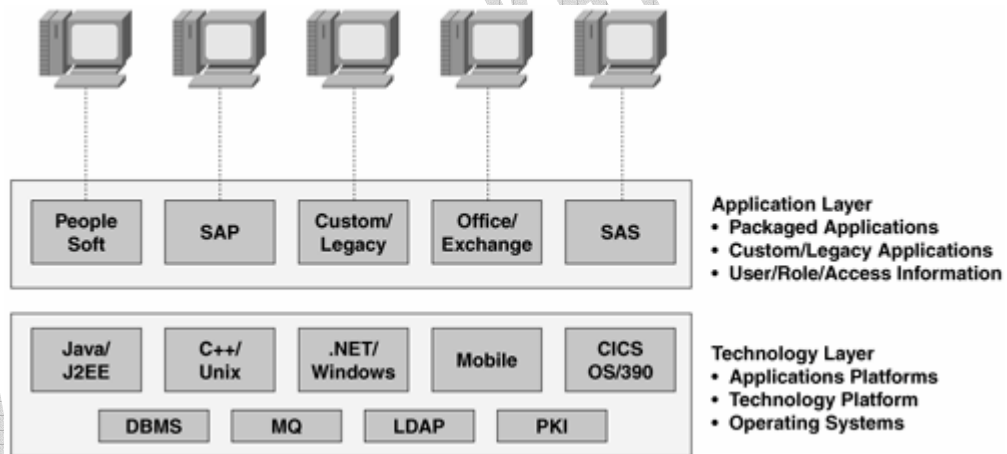 People
Soft
SAP
Custom/
Legacy
Office/
Exchange
SAS
Application Layer
• Packaged Applications
• Custom/Legacy Applications
• User/Role/Access Information
Java/
J2EE
C++/
Unix
.NET/
Windows
Mobile
CICS
OS/390
DBMS
MQ
LDAP
PKI
Technology Layer
• Applications Platforms
• Technology Platform
• Operating Systems